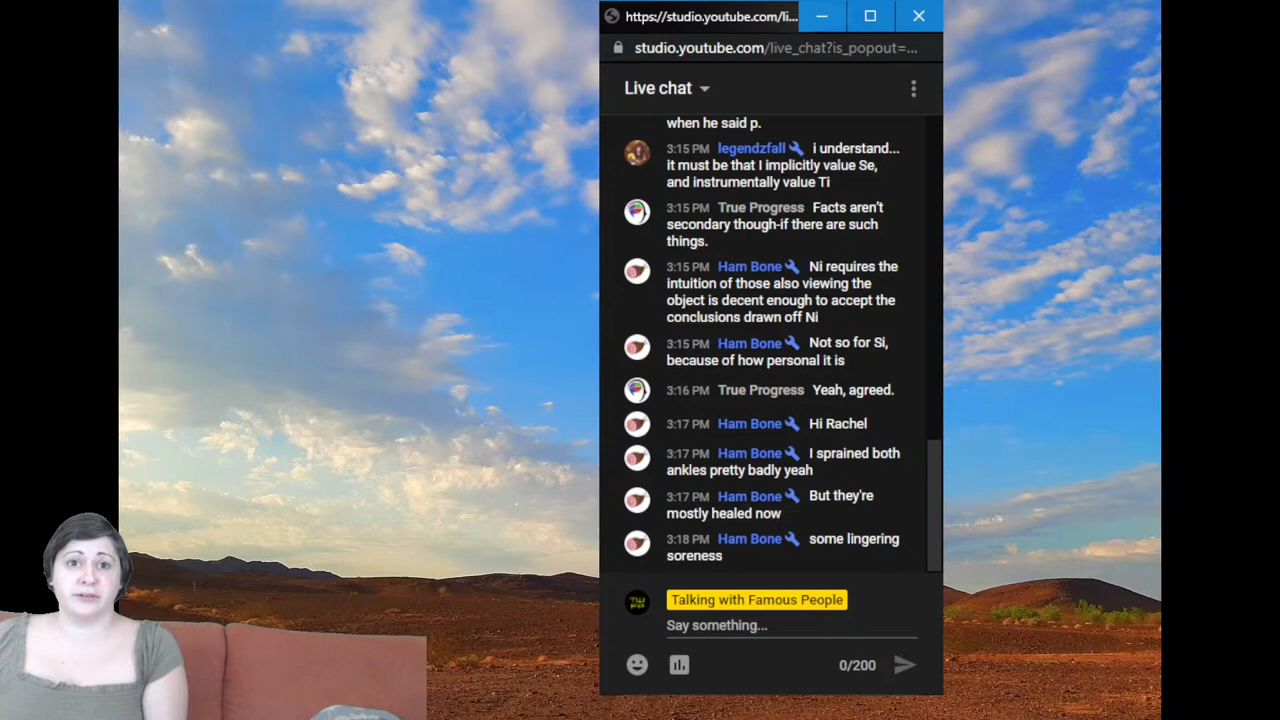 https://studio.youtube.com/li...
studio.youtube.com/live_chat?is_popout=...
Live chat
when he said p.
3:15 PM legendzfall i understand...
it must be that I implicitly value Se,
and instrumentally value Ti
3:15 PM True Progress Facts aren't
secondary though-if there are such
things.
3:15 PM Ham Bone Ni requires the
intuition of those also viewing the
object is decent enough to accept the
conclusions drawn off Ni
3:15 PM Ham Bone Not so for Si,
because of how personal it is
3:16 PM True Progress Yeah, agreed.
3:17 PM Ham Bone Hi Rachel
3:17 PM Ham Bone I sprained both
ankles pretty badly yeah
3:17 PM Ham Bone But they're
mostly healed now
3:18 PM Ham Bone some lingering
soreness
Talking with Famous People
Say something...
0/200